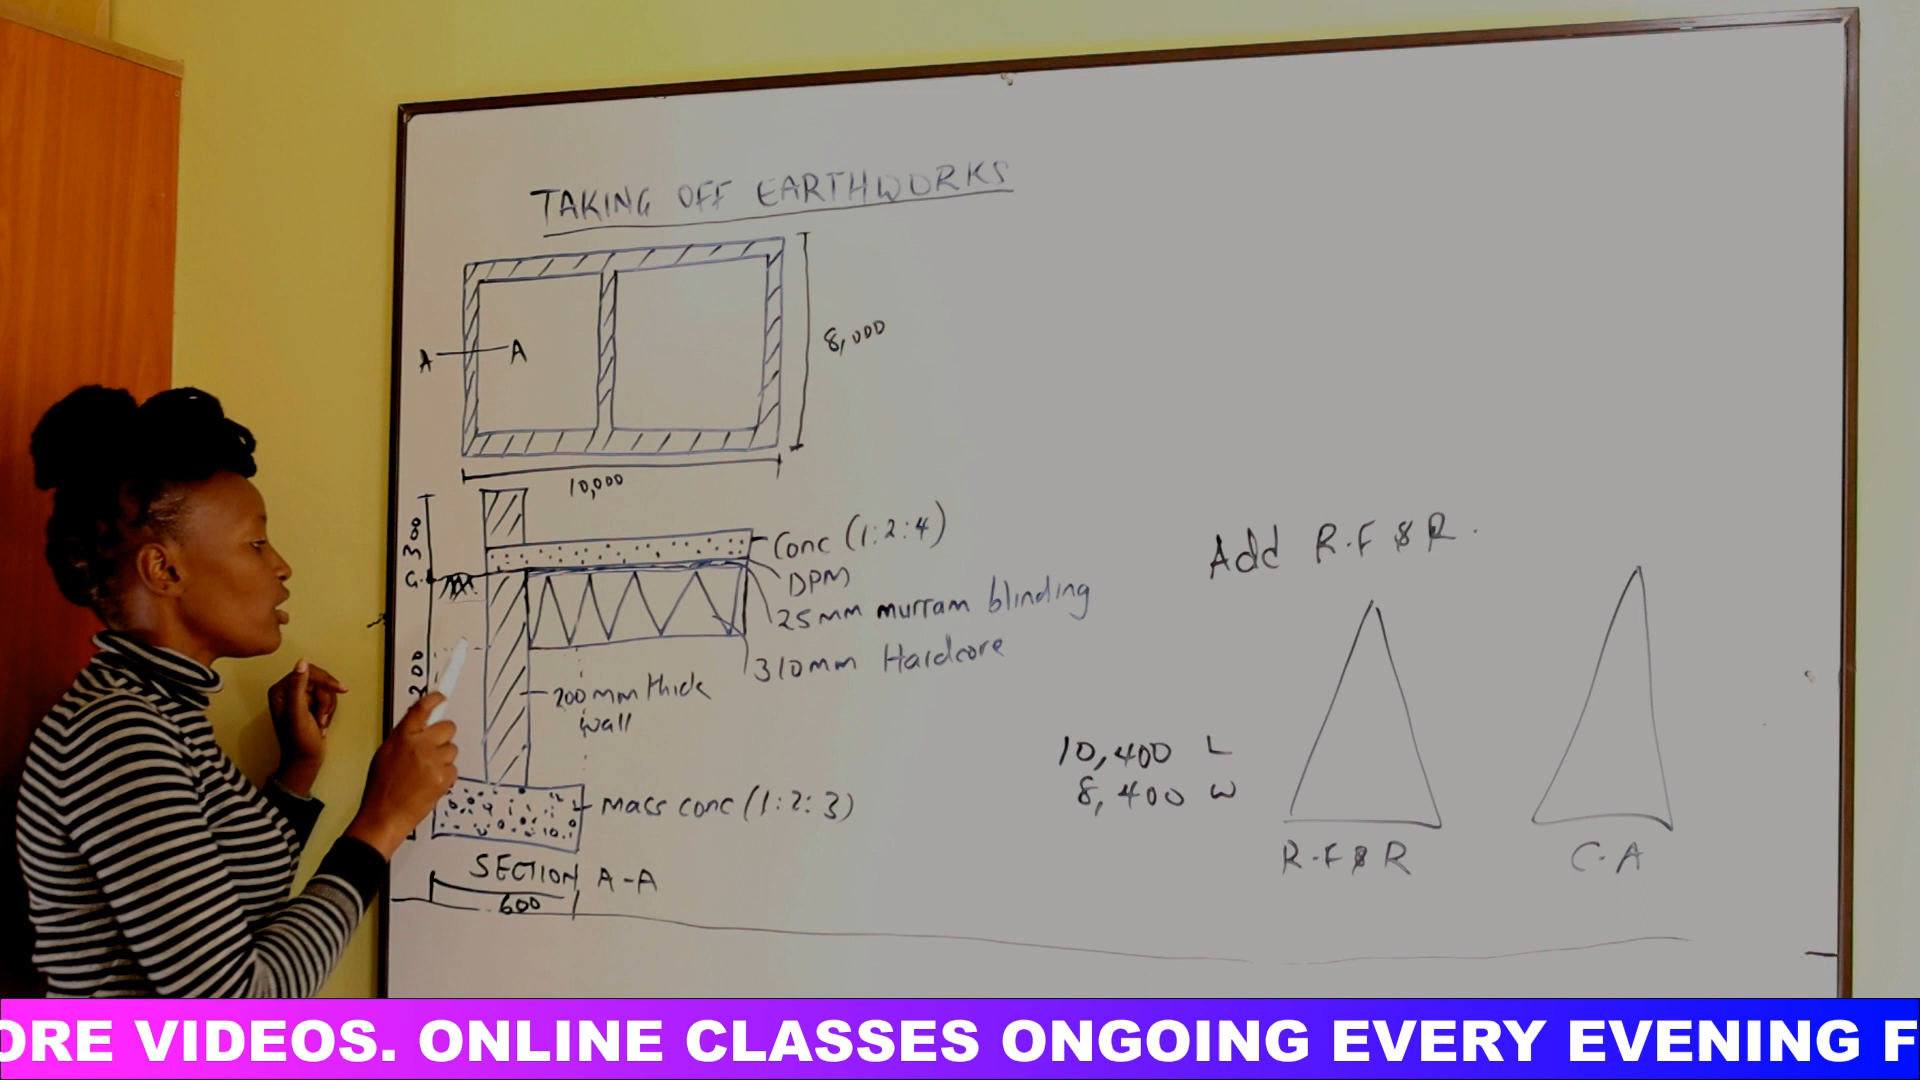 TAKING OFF EARTHWORKS
A
A
8,000
10,000
300
G.
200
Conc (1:2:4)
DPM
25mm murram blinding
310mm Hardcore
200mm thick
wall
mass conc (1:2:3)
SECTION A-A
600
Add R.F & R.
10,400 L
8,400 W
R.F & R
C.A
ORE VIDEOS. ONLINE CLASSES ONGOING EVERY EVENING F